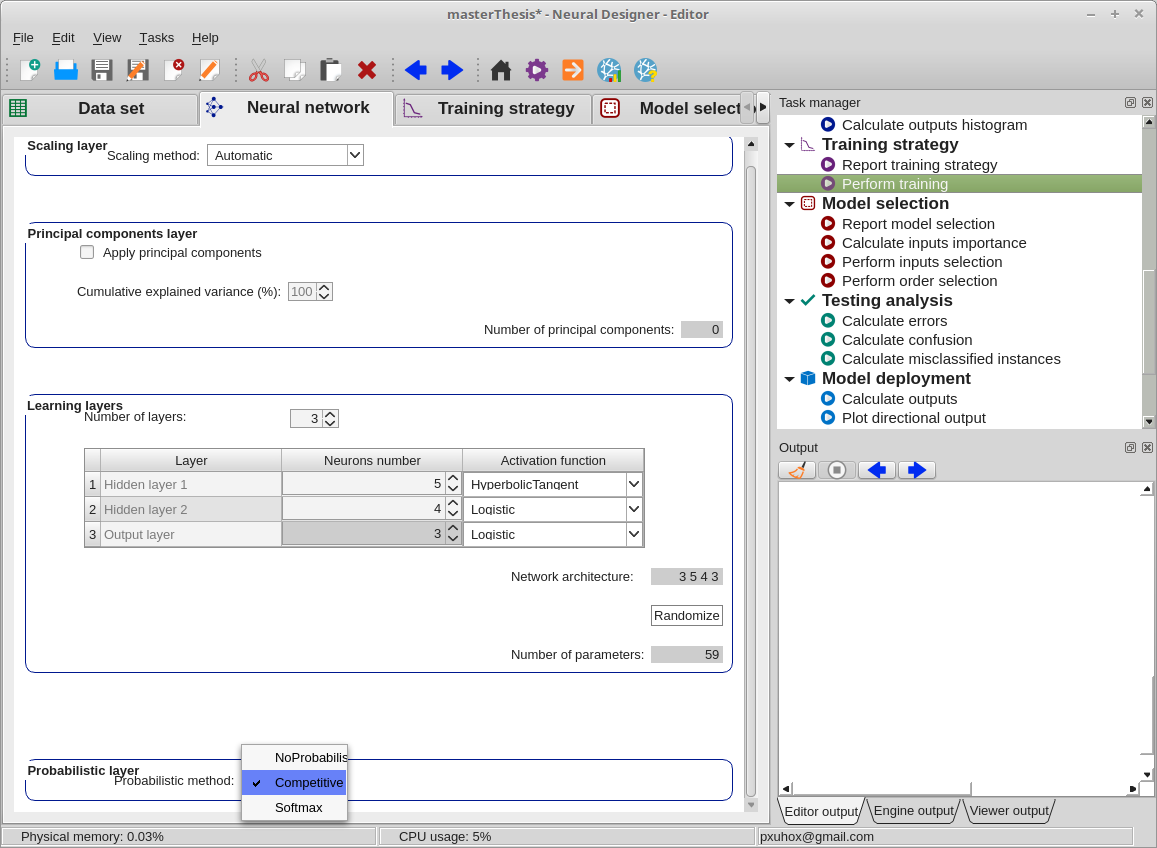 masterThesis* - Neural Designer - Editor
File Edit View Tasks Help
Data set Neural network Training strategy Model select
Scaling layer
Scaling method: Automatic
Principal components layer
Apply principal components
Cumulative explained variance (%): 100
Number of principal components: 0
Learning layers
Number of layers: 3
Layer Neurons number Activation function
1 Hidden layer 1 5 HyperbolicTangent
2 Hidden layer 2 4 Logistic
3 Output layer 3 Logistic
Network architecture: 3 5 4 3
Randomize
Number of parameters: 59
Probabilistic layer
Probabilistic method:
NoProbabilis
Competitive
Softmax
Task manager
Calculate outputs histogram
Training strategy
Report training strategy
Perform training
Model selection
Report model selection
Calculate inputs importance
Perform inputs selection
Perform order selection
Testing analysis
Calculate errors
Calculate confusion
Calculate misclassified instances
Model deployment
Calculate outputs
Plot directional output
Output
Editor output Engine output Viewer output
Physical memory: 0.03% CPU usage: 5% pxuhox@gmail.com